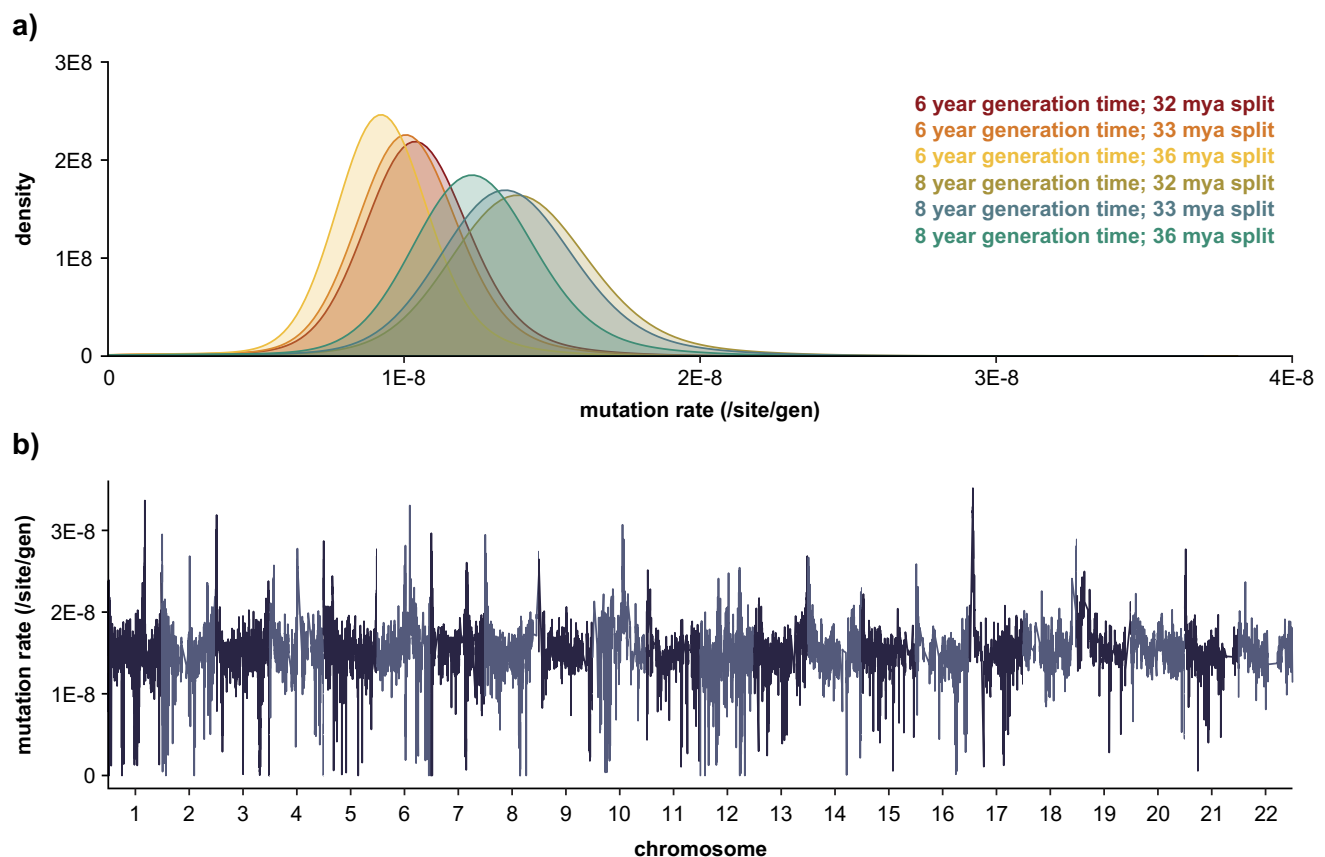 a)
3E8
2E8
1E8
0
density
0
1E-8
2E-8
3E-8
4E-8
mutation rate (/site/gen)
6 year generation time; 32 mya split
6 year generation time; 33 mya split
6 year generation time; 36 mya split
8 year generation time; 32 mya split
8 year generation time; 33 mya split
8 year generation time; 36 mya split
b)
3E-8
2E-8
1E-8
0
mutation rate (/site/gen)
1 2 3 4 5 6 7 8 9 10 11 12 13 14 15 16 17 18 19 20 21 22
chromosome